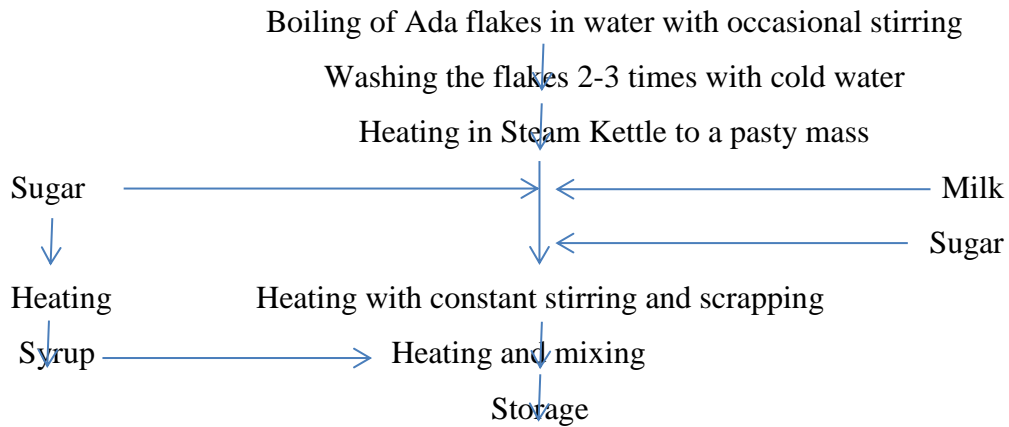 Boiling of Ada flakes in water with occasional stirring
Washing the flakes 2-3 times with cold water
Heating in Steam Kettle to a pasty mass
Sugar Milk
Sugar
Heating Heating with constant stirring and scrapping
Syrup Heating and mixing
Storage